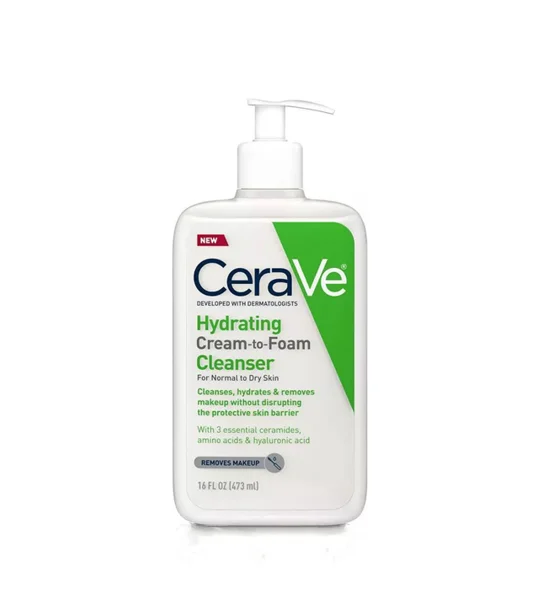 NEW
CeraVe®
DEVELOPED WITH DERMATOLOGISTS
Hydrating
Cream-to-Foam
Cleanser
For Normal to Dry Skin
Cleanses, hydrates & removes
makeup without disrupting
the protective skin barrier
With 3 essential ceramides,
amino acids & hyaluronic acid
REMOVES MAKEUP
16 FL OZ (473 ml)